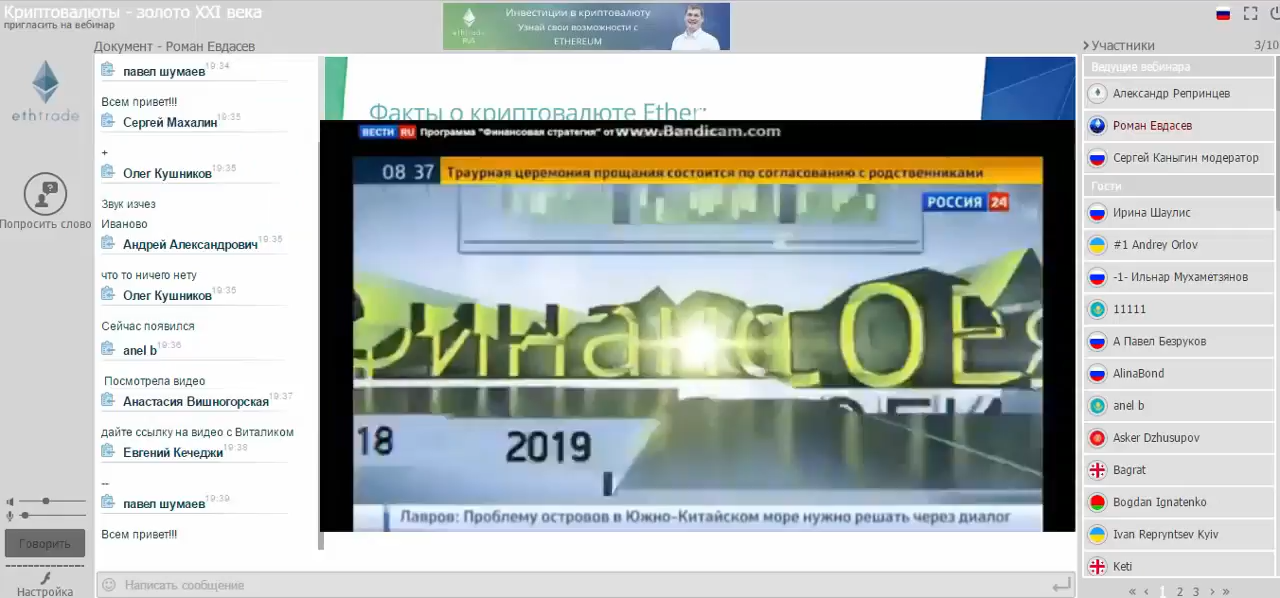 Криптовалюты - золото XXI века
пригласить на вебинар
Инвестиции в криптовалюту
Узнай свои возможности с
ETHEREUM
ethtrade
Документ - Роман Евдасев
ethtrade
Попросить слово
Говорить
Настройка
павел шумаев 19:34
Всем привет!!!
Сергей Махалин 19:35
+
Олег Кушников 19:35
Звук изчез
Иваново
Андрей Александрович 19:35
что то ничего нету
Олег Кушников 19:35
Сейчас появился
anel b 19:36
Посмотрела видео
Анастасия Вишногорская 19:37
дайте ссылку на видео с Виталиком
Евгений Кечеджи 19:38
--
павел шумаев 19:39
Всем привет!!!
Написать сообщение
Факты о криптовалюте Ether
ВЕСТИ RU Программа "Финансовая стратегия" от www.Bandicam.com
08 37 Траурная церемония прощания состоится по согласованию с родственниками
РОССИЯ 24
18 2019
Лавров: Проблему островов в Южно-Китайском море нужно решать через диалог
Участники 3/10
Ведущие вебинара
Александр Репринцев
Роман Евдасев
Сергей Каныгин модератор
Гости
Ирина Шаулис
#1 Andrey Orlov
-1- Ильнар Мухаметзянов
11111
А Павел Безруков
AlinaBond
anel b
Asker Dzhusupov
Bagrat
Bogdan Ignatenko
Ivan Repryntsev Kyiv
Keti
« ‹ 1 2 3 › »